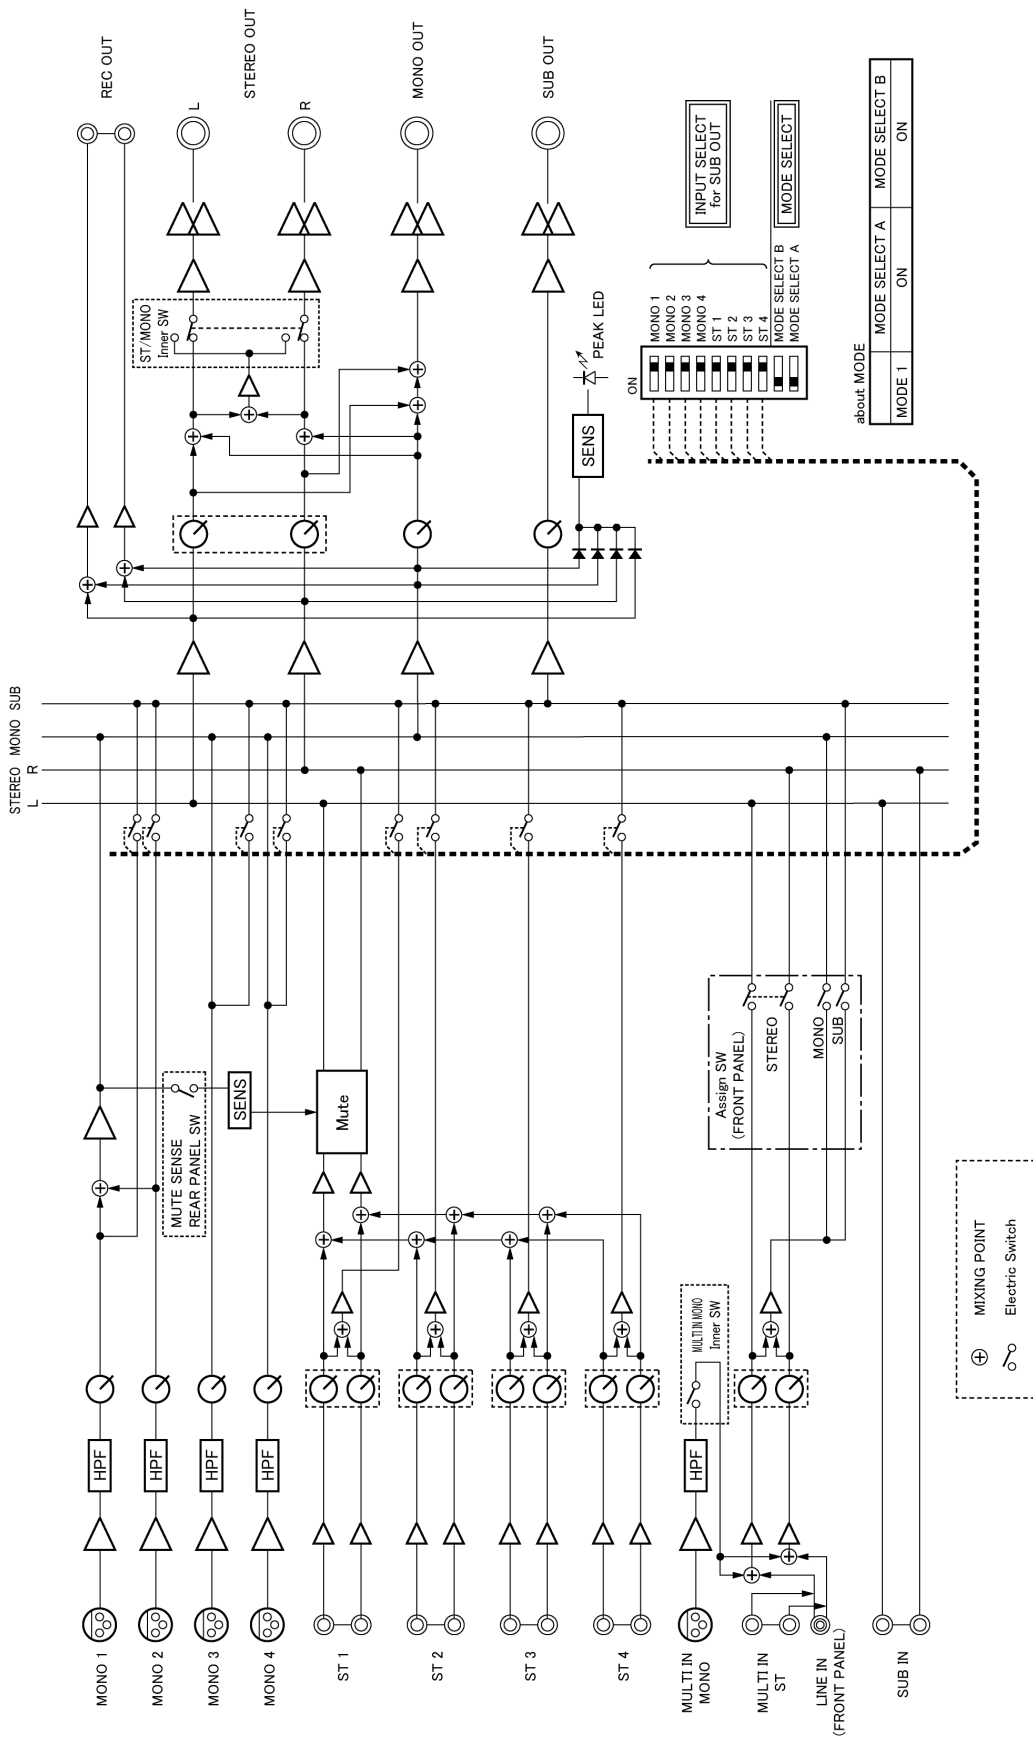 REC OUT
STEREO OUT
L
R
MONO OUT
SUB OUT
ST/MONO
Inner SW
PEAK LED
SENS
INPUT SELECT
for SUB OUT
MODE SELECT
ON
MONO 1
MONO 2
MONO 3
MONO 4
ST 1
ST 2
ST 3
ST 4
MODE SELECT B
MODE SELECT A
about MODE
MODE SELECT A
MODE SELECT B
MODE 1
ON
ON
STEREO
L
R
MONO
SUB
MUTE SENSE
REAR PANEL SW
SENS
Mute
Assign SW
(FRONT PANEL)
STEREO
MONO
SUB
MULTI IN MONO
Inner SW
HPF
HPF
HPF
HPF
HPF
MONO 1
MONO 2
MONO 3
MONO 4
ST 1
ST 2
ST 3
ST 4
MULTI IN
MONO
MULTI IN
ST
LINE IN
(FRONT PANEL)
SUB IN
MIXING POINT
Electric Switch